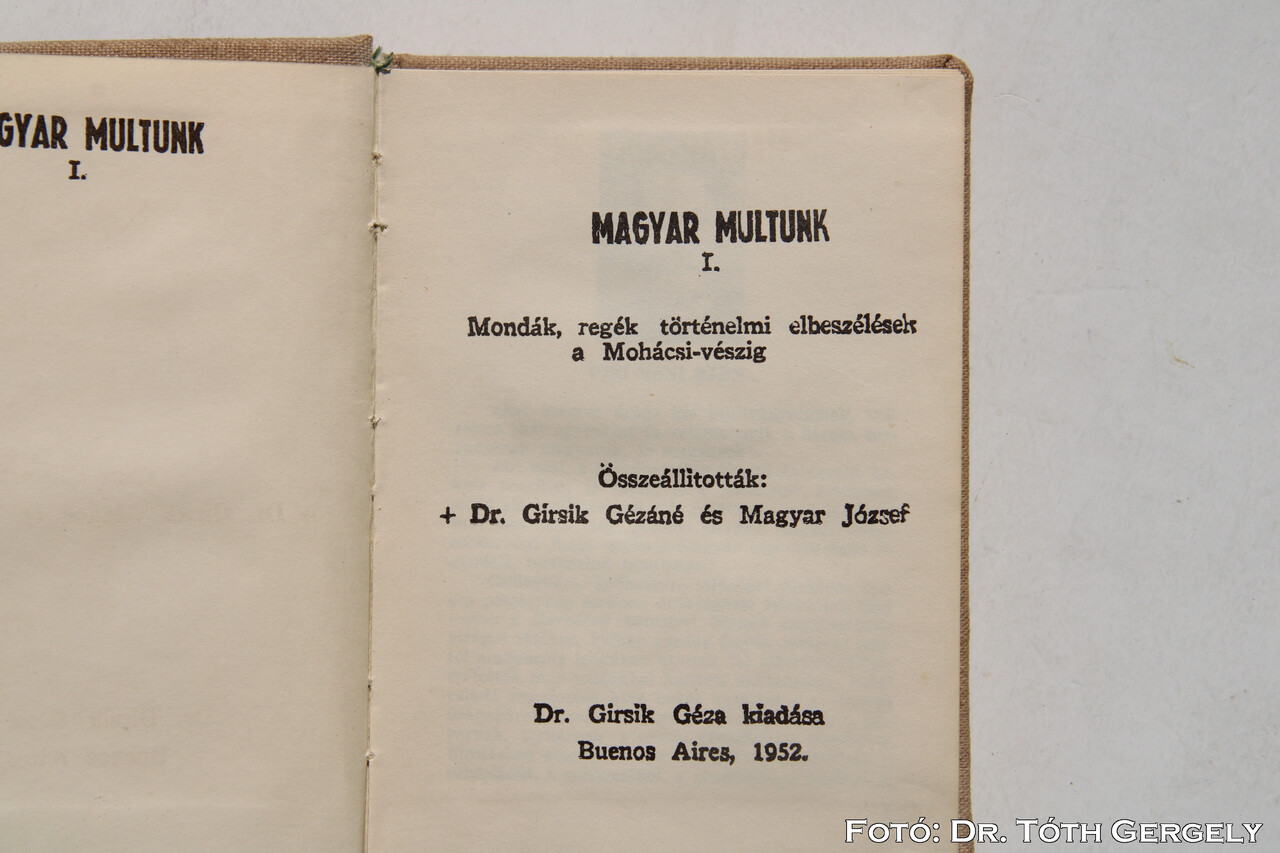 GYAR MULTUNK
I.
MAGYAR MULTUNK
I.
Mondák, regék történelmi elbeszélések
a Mohácsi-vészig
Összeállitották:
+ Dr. Girsik Gézáné és Magyar József
Dr. Girsik Géza kiadása
Buenos Aires, 1952.
Fotó: Dr. Tóth Gergely